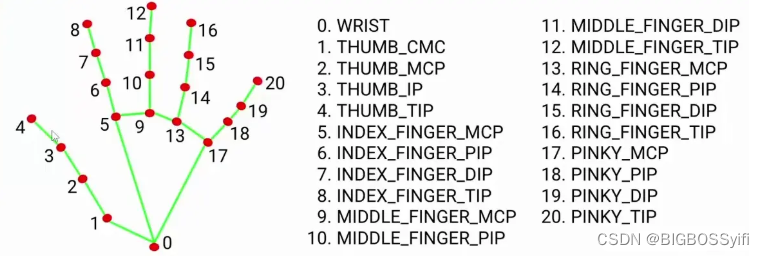 12
8
16
11
7
15
10
20
6
14
19
4
5
9
13
18
3
17
2
1
0
0. WRIST
1. THUMB_CMC
2. THUMB_MCP
3. THUMB_IP
4. THUMB_TIP
5. INDEX_FINGER_MCP
6. INDEX_FINGER_PIP
7. INDEX_FINGER_DIP
8. INDEX_FINGER_TIP
9. MIDDLE_FINGER_MCP
10. MIDDLE_FINGER_PIP
11. MIDDLE_FINGER_DIP
12. MIDDLE_FINGER_TIP
13. RING_FINGER_MCP
14. RING_FINGER_PIP
15. RING_FINGER_DIP
16. RING_FINGER_TIP
17. PINKY_MCP
18. PINKY_PIP
19. PINKY_DIP
20. PINKY_TIP
CSDN @BIGBOSSyifi